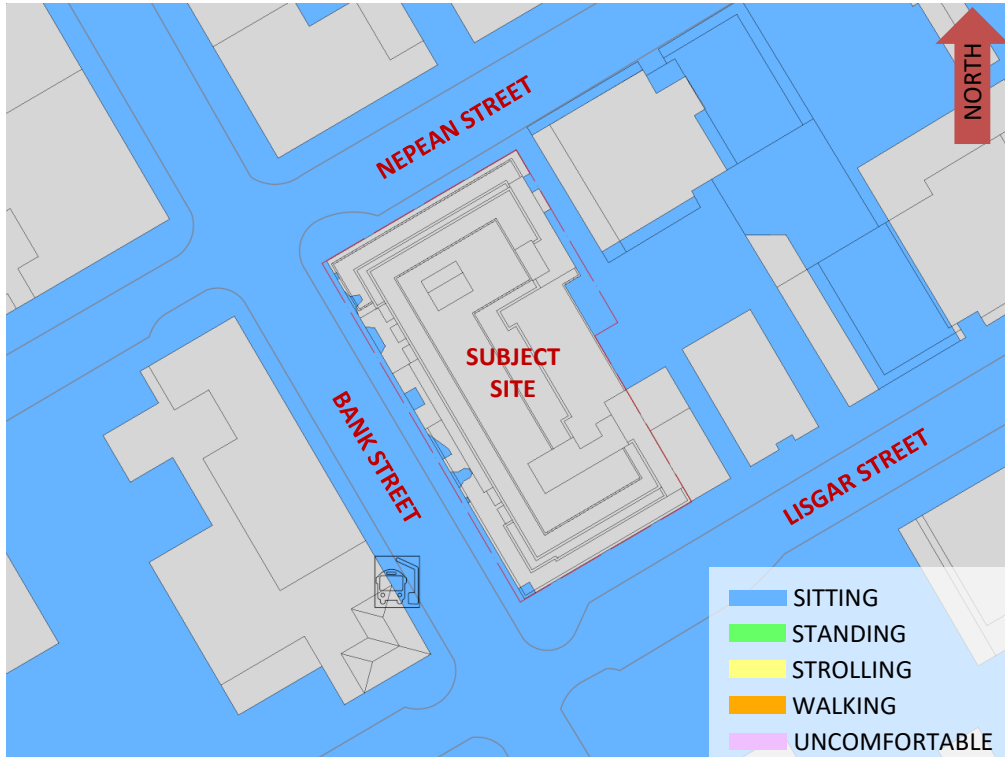 NORTH
NEPEAN STREET
SUBJECT
SITE
BANK STREET
LISGAR STREET
SITTING
STANDING
STROLLING
WALKING
UNCOMFORTABLE